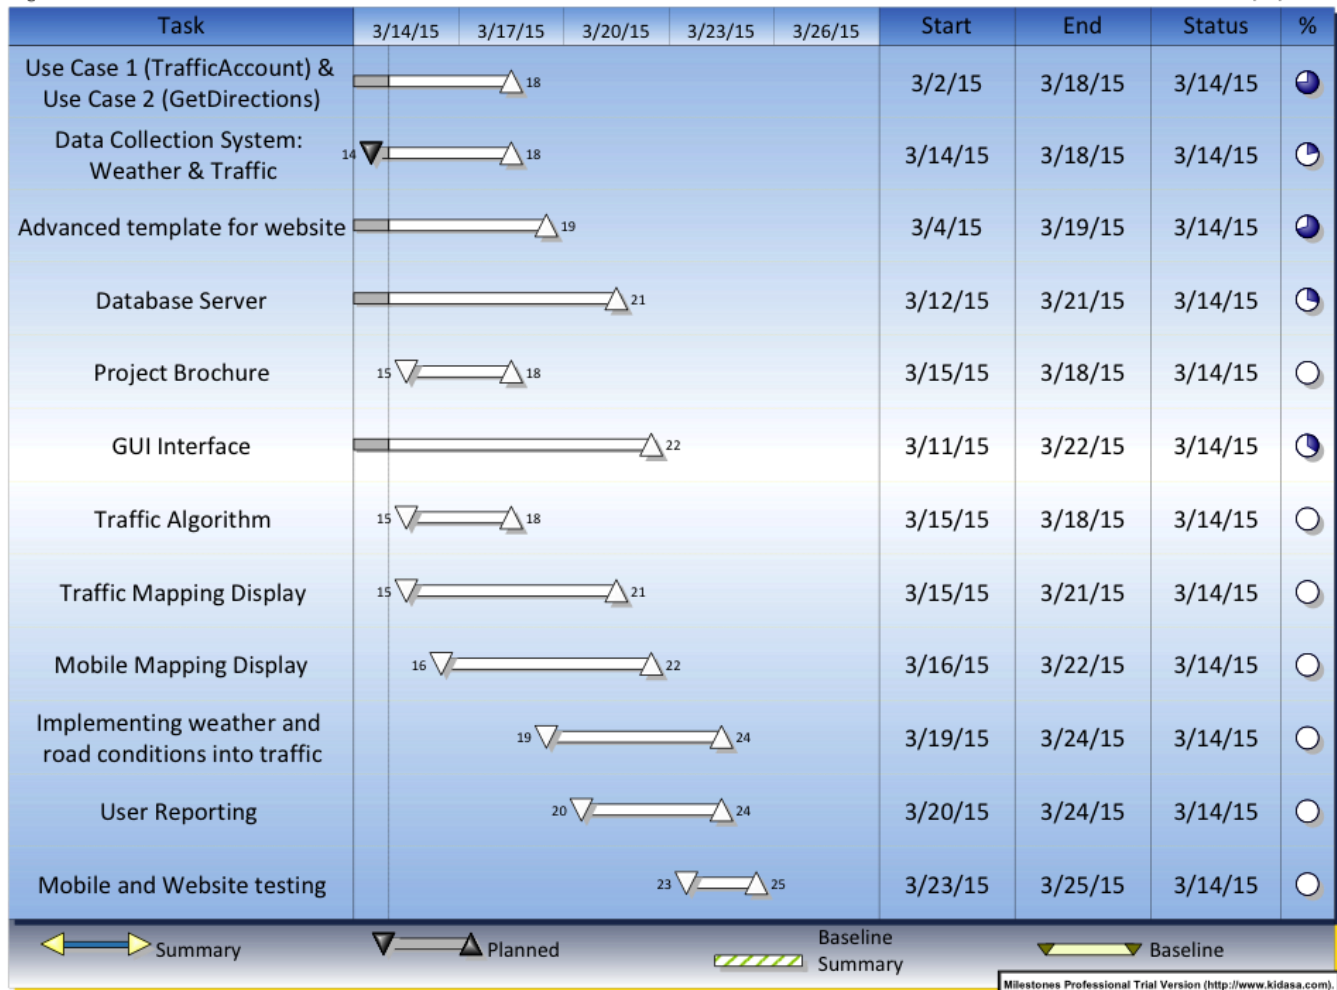 Task 3/14/15 3/17/15 3/20/15 3/23/15 3/26/15 Start End Status %
Use Case 1 (TrafficAccount) &
Use Case 2 (GetDirections)
18 3/2/15 3/18/15 3/14/15
Data Collection System:
Weather & Traffic
14 18 3/14/15 3/18/15 3/14/15
Advanced template for website 19 3/4/15 3/19/15 3/14/15
Database Server 21 3/12/15 3/21/15 3/14/15
Project Brochure 15 18 3/15/15 3/18/15 3/14/15
GUI Interface 22 3/11/15 3/22/15 3/14/15
Traffic Algorithm 15 18 3/15/15 3/18/15 3/14/15
Traffic Mapping Display 15 21 3/15/15 3/21/15 3/14/15
Mobile Mapping Display 16 22 3/16/15 3/22/15 3/14/15
Implementing weather and
road conditions into traffic
19 24 3/19/15 3/24/15 3/14/15
User Reporting 20 24 3/20/15 3/24/15 3/14/15
Mobile and Website testing 23 25 3/23/15 3/25/15 3/14/15
Summary Planned
Baseline
Summary
Baseline
Milestones Professional Trial Version (http://www.kidasa.com).